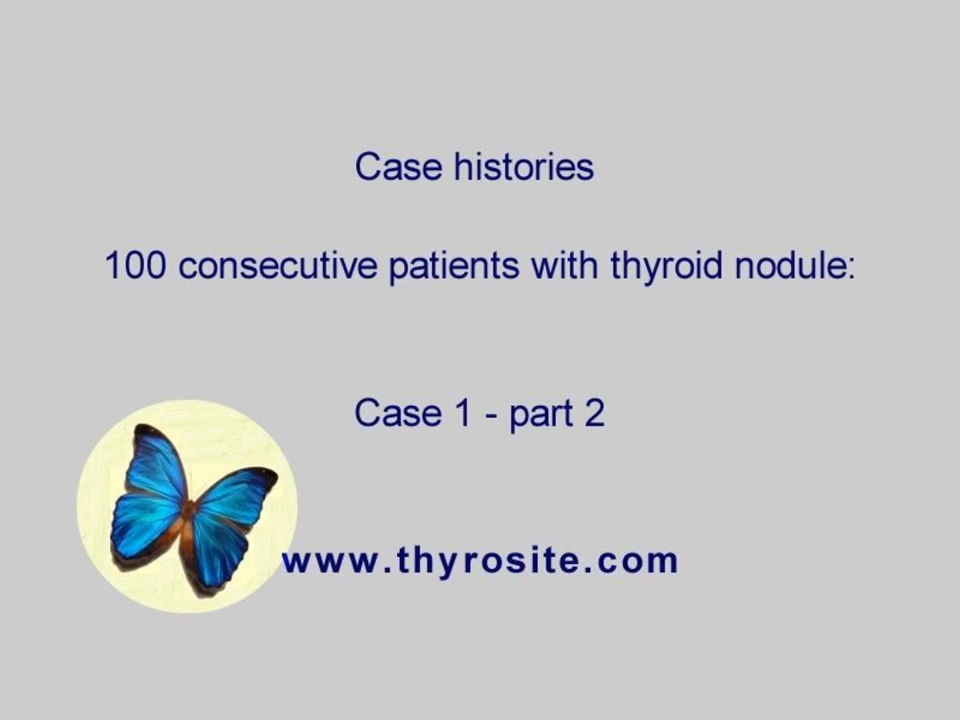 Case histories
100 consecutive patients with thyroid nodule:
Case 1 - part 2
www.thyrosite.com